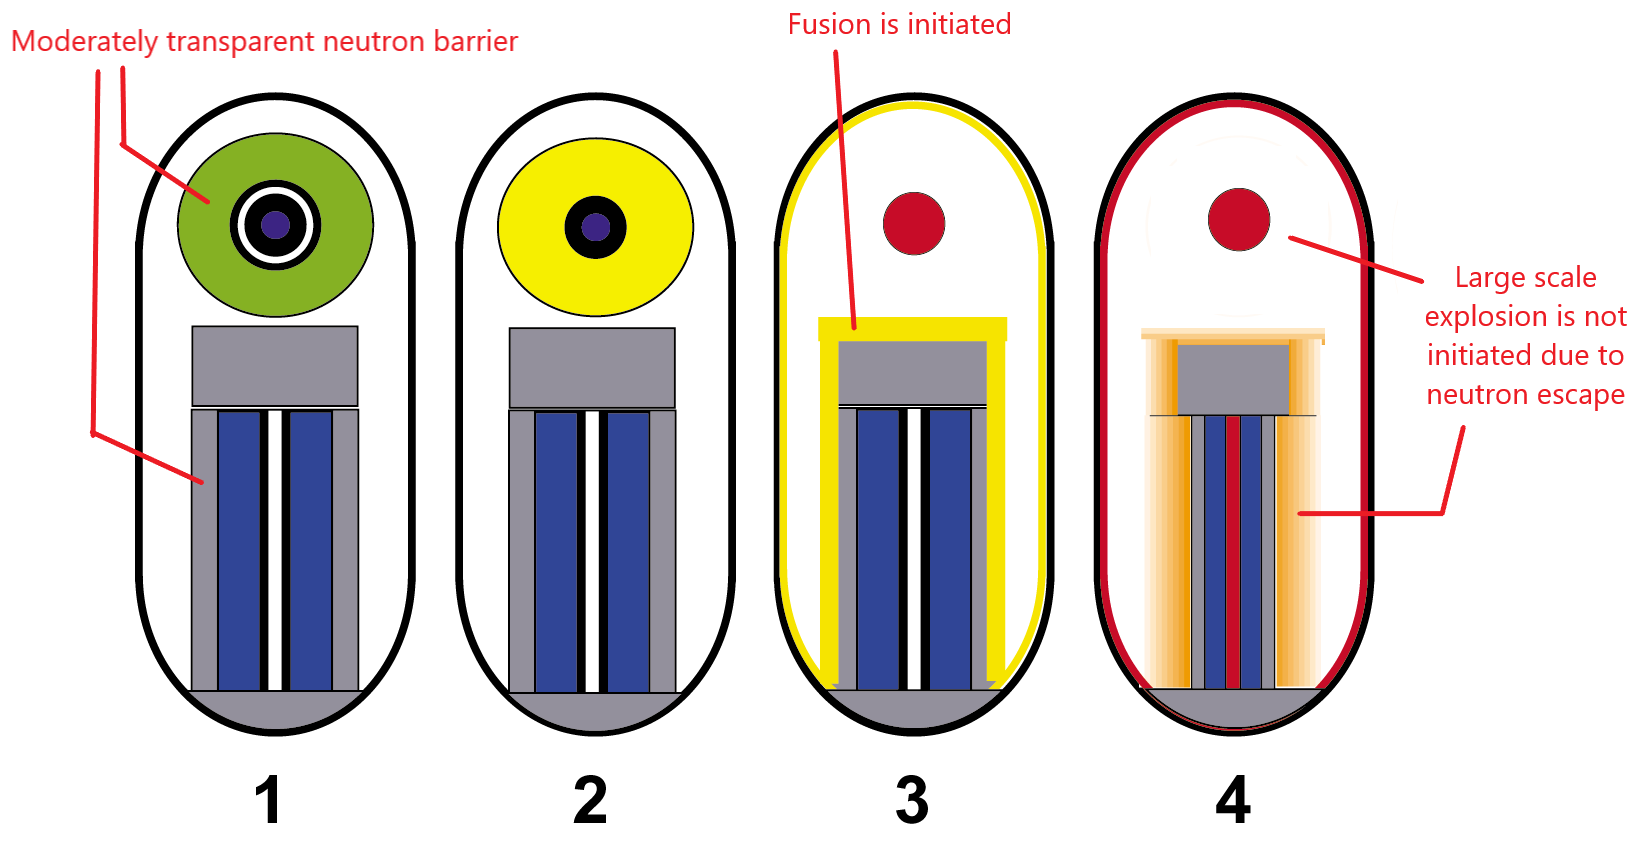 Moderately transparent neutron barrier
Fusion is initiated
Large scale
explosion is not
initiated due to
neutron escape
1
2
3
4